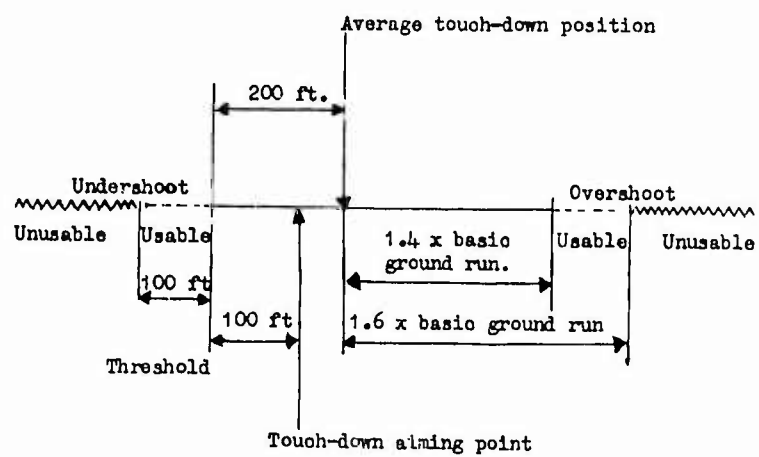 Average touch-down position
200 ft.
Undershoot
Overshoot
Unusable
Usable
1.4 x basic
ground run.
Usable
Unusable
100 ft
100 ft
1.6 x basic ground run
Threshold
Touch-down aiming point